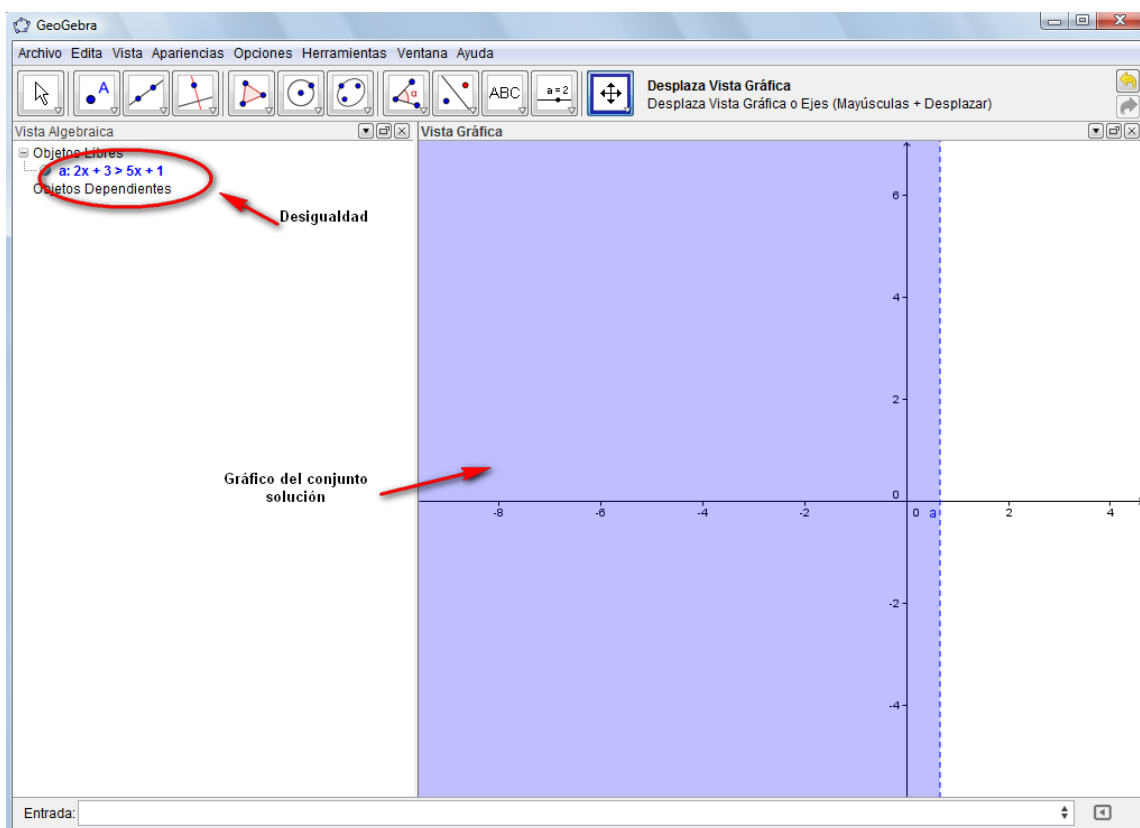 GeoGebra
Archivo Edita Vista Apariencias Opciones Herramientas Ventana Ayuda
A
α
ABC
a=2
Desplaza Vista Gráfica
Desplaza Vista Gráfica o Ejes (Mayúsculas + Desplazar)
Vista Algebraica
Vista Gráfica
Objetos Libres
a: 2x + 3 > 5x + 1
Objetos Dependientes
Desigualdad
Gráfico del conjunto
solución
6
4
2
0
-8 -6 -4 -2 0 a 2 4
-2
-4
Entrada: